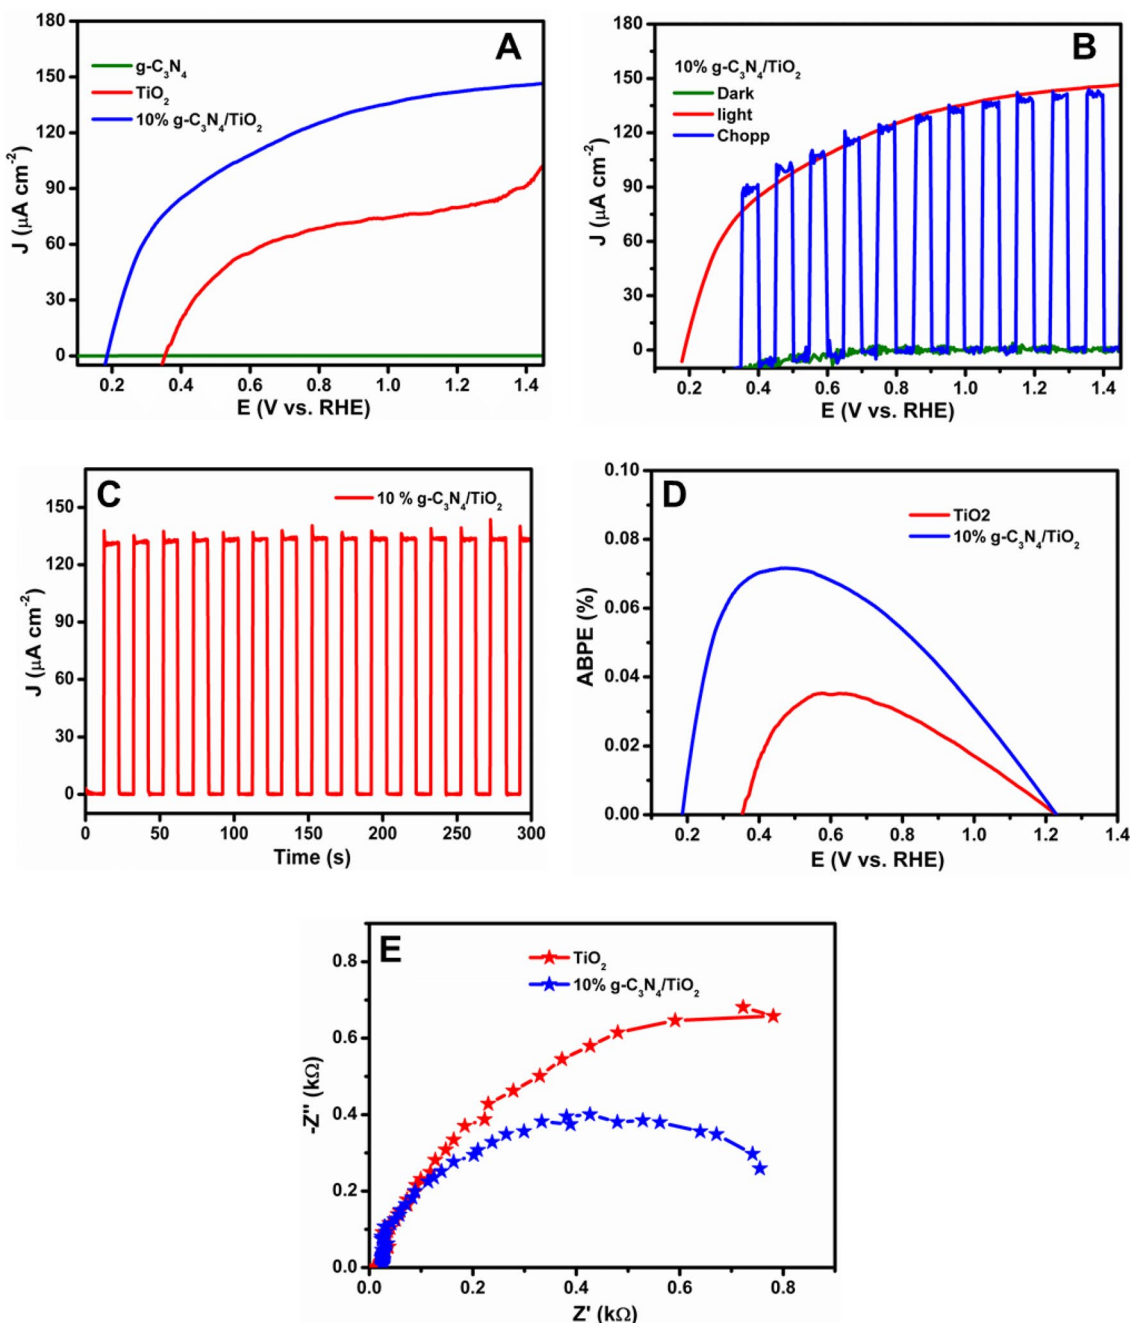 A
g-C₃N₄
TiO₂
10% g-C₃N₄/TiO₂
J (μA cm⁻²)
180
150
120
90
60
30
0
0.2 0.4 0.6 0.8 1.0 1.2 1.4
E (V vs. RHE)
B
10% g-C₃N₄/TiO₂
Dark
light
Chopp
J (μA cm⁻²)
180
150
120
90
60
30
0
0.2 0.4 0.6 0.8 1.0 1.2 1.4
E (V vs. RHE)
C
10 % g-C₃N₄/TiO₂
J (μA cm⁻²)
150
120
90
60
30
0
0 50 100 150 200 250 300
Time (s)
D
TiO2
10% g-C₃N₄/TiO₂
ABPE (%)
0.10
0.08
0.06
0.04
0.02
0.00
0.2 0.4 0.6 0.8 1.0 1.2 1.4
E (V vs. RHE)
E
TiO₂
10% g-C₃N₄/TiO₂
-Z'' (kΩ)
0.8
0.6
0.4
0.2
0.0
0.0 0.2 0.4 0.6 0.8
Z' (kΩ)